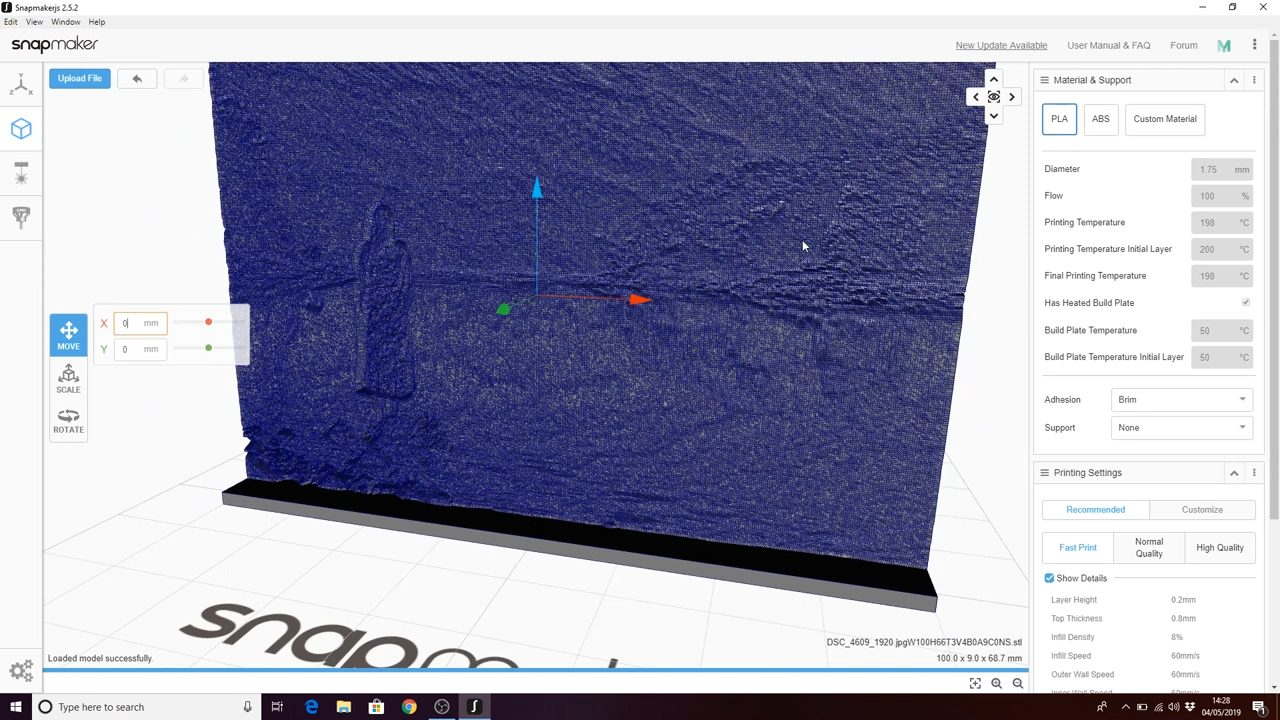 Snapmakerjs 2.5.2
Edit View Window Help
snapmaker
New Update Available
User Manual & FAQ
Forum
Upload File
Material & Support
PLA
ABS
Custom Material
Diameter 1.75 mm
Flow 100 %
Printing Temperature 198 °C
Printing Temperature Initial Layer 200 °C
Final Printing Temperature 198 °C
Has Heated Build Plate
Build Plate Temperature 50 °C
Build Plate Temperature Initial Layer 50 °C
Adhesion Brim
Support None
Printing Settings
Recommended Customize
Fast Print
Normal Quality
High Quality
Show Details
Layer Height 0.2mm
Top Thickness 0.8mm
Infill Density 8%
Infill Speed 60mm/s
Outer Wall Speed 60mm/s
X 0 mm
Y 0 mm
MOVE
SCALE
ROTATE
snapm
DSC_4609_1920.jpgW100H66T3V4B0A9C0NS.stl
100.0 x 9.0 x 68.7 mm
Loaded model successfully.
Type here to search
14:28
04/05/2019